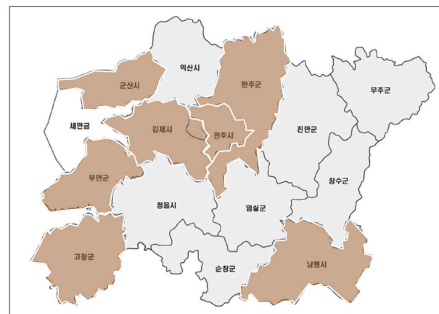 익산시
완주군
군산시
무주군
새만금
김제시
전주시
진안군
부안군
장수군
정읍시
임실군
고창군
순창군
남원시